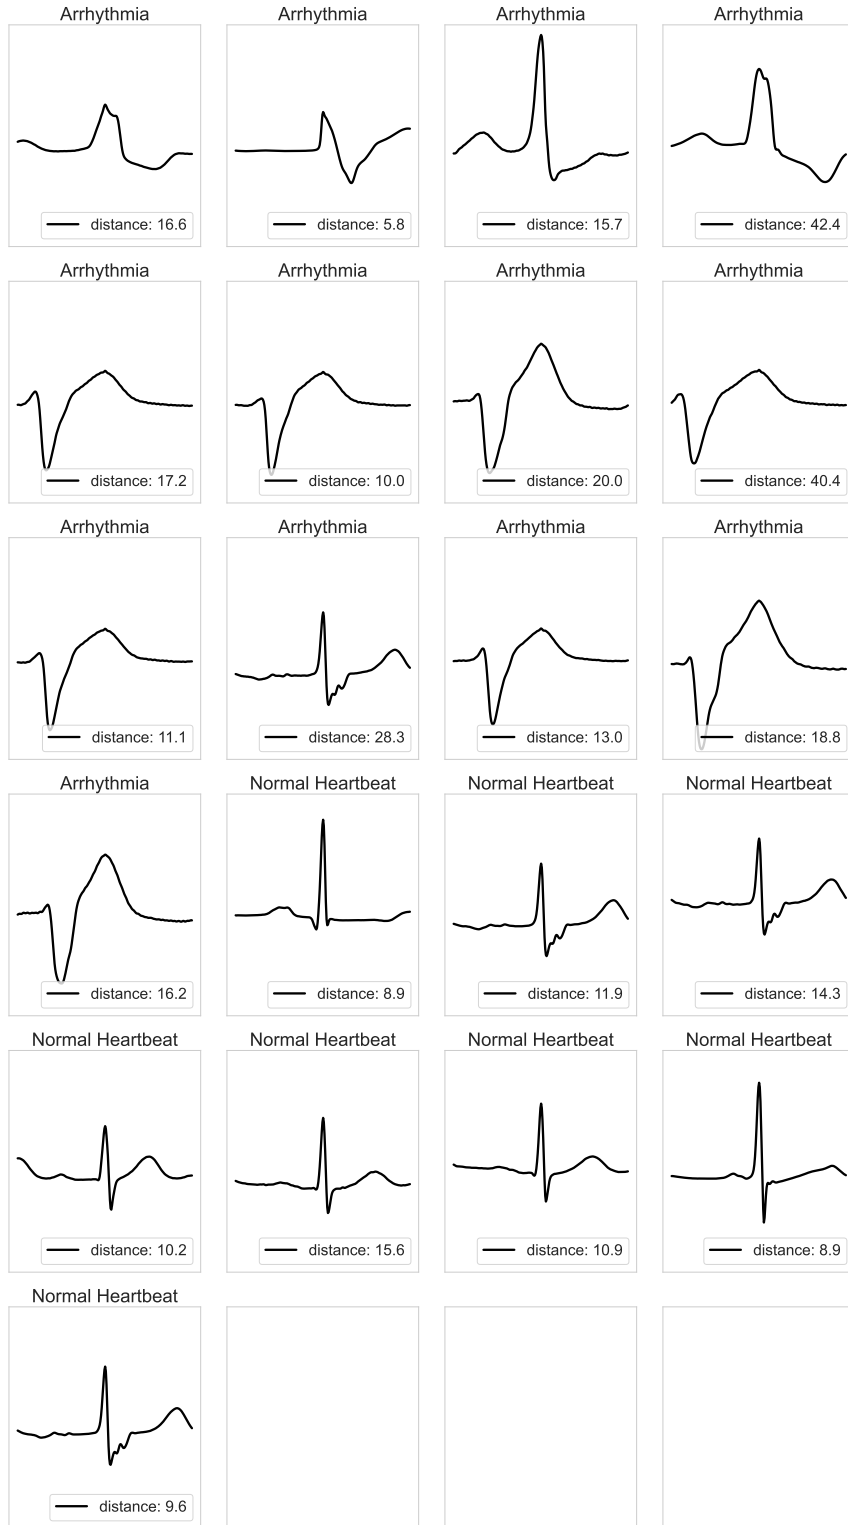 Arrhythmia Arrhythmia Arrhythmia Arrhythmia
distance: 16.6 distance: 5.8 distance: 15.7 distance: 42.4
Arrhythmia Arrhythmia Arrhythmia Arrhythmia
distance: 17.2 distance: 10.0 distance: 20.0 distance: 40.4
Arrhythmia Arrhythmia Arrhythmia Arrhythmia
distance: 11.1 distance: 28.3 distance: 13.0 distance: 18.8
Arrhythmia Normal Heartbeat Normal Heartbeat Normal Heartbeat
distance: 16.2 distance: 8.9 distance: 11.9 distance: 14.3
Normal Heartbeat Normal Heartbeat Normal Heartbeat Normal Heartbeat
distance: 10.2 distance: 15.6 distance: 10.9 distance: 8.9
Normal Heartbeat
distance: 9.6